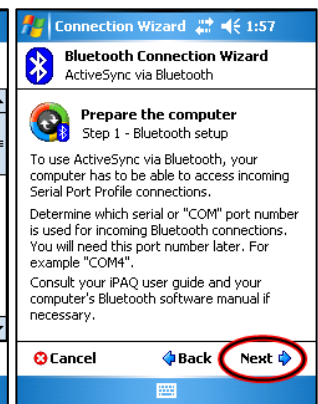 Connection Wizard 1:57
Bluetooth Connection Wizard
ActiveSync via Bluetooth
Prepare the computer
Step 1 - Bluetooth setup
To use ActiveSync via Bluetooth, your
computer has to be able to access incoming
Serial Port Profile connections.
Determine which serial or "COM" port number
is used for incoming Bluetooth connections.
You will need this port number later. For
example "COM4".
Consult your iPAQ user guide and your
computer's Bluetooth software manual if
necessary.
Cancel Back Next